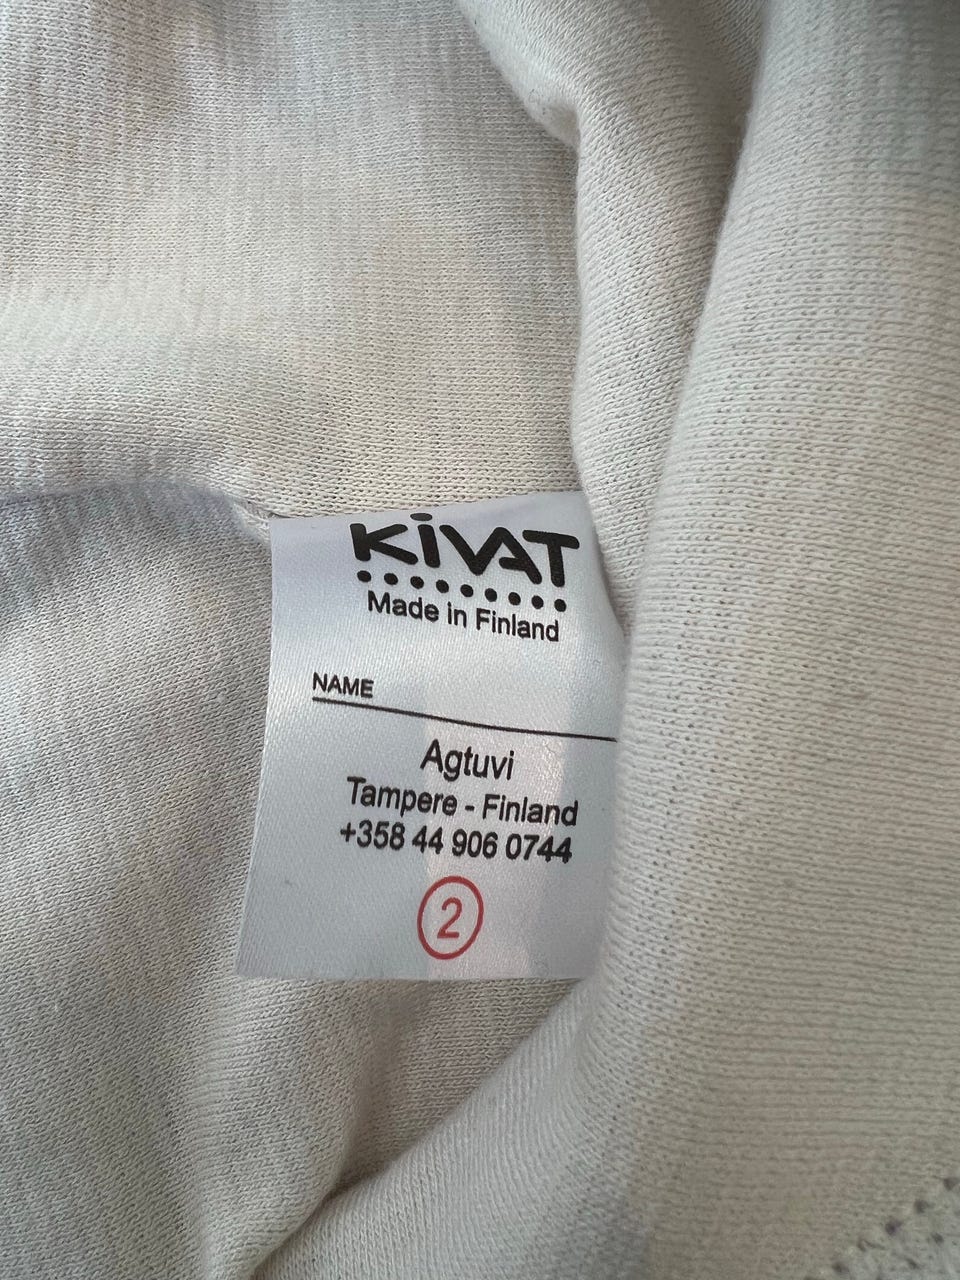 KiVAT
Made in Finland
NAME
Agtuvi
Tampere - Finland
+358 44 906 0744
2